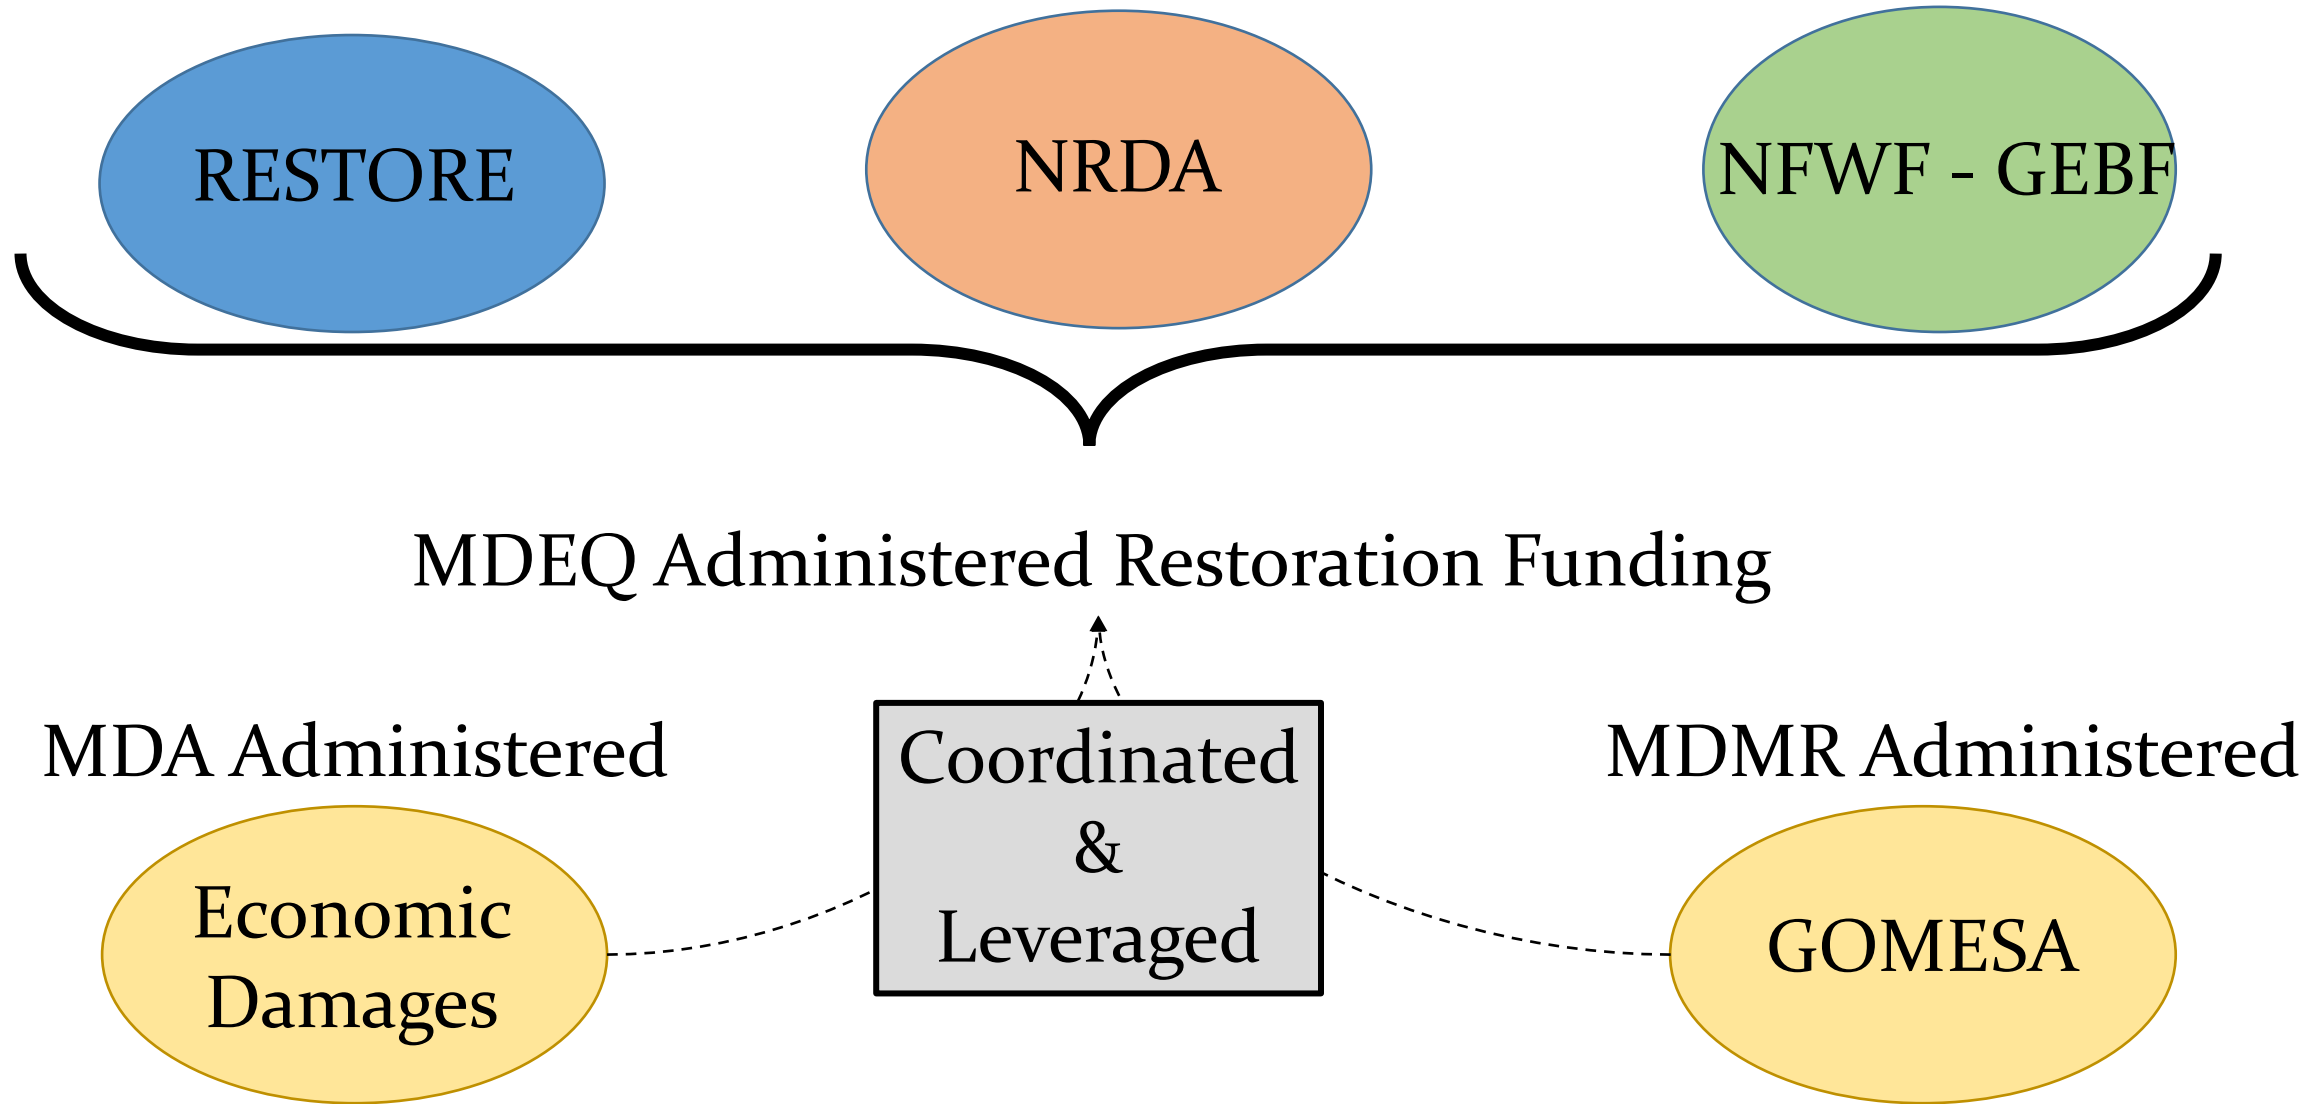 RESTORE
NRDA
NFWF - GEBF
MDEQ Administered Restoration Funding
MDA Administered
Economic
Damages
Coordinated
&
Leveraged
MDMR Administered
GOMESA